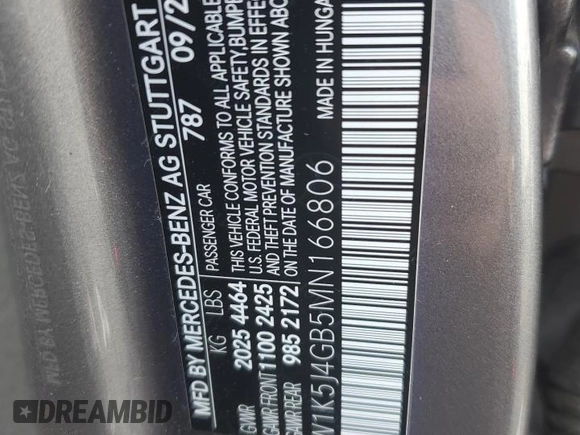 MFD BY MERCEDES-BENZ AG STUTTGART
787 09/2
PASSENGER CAR
KG LBS
GVWR 2025 4464
GAWR FRONT 1100 2425
GAWR REAR 985 2172
THIS VEHICLE CONFORMS TO ALL APPLICABLE
U.S. FEDERAL MOTOR VEHICLE SAFETY, BUMPE
AND THEFT PREVENTION STANDARDS IN EFFEC
ON THE DATE OF MANUFACTURE SHOWN ABO
MADE IN HUNGA
W1K5J4GB5MN166806
DREAMBID